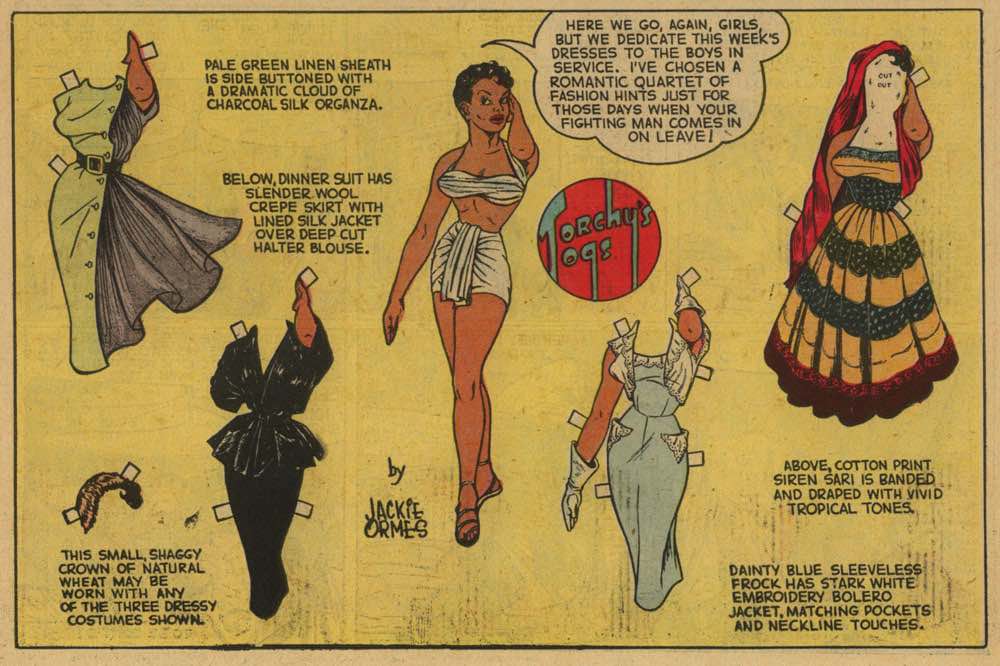 PALE GREEN LINEN SHEATH
IS SIDE BUTTONED WITH
A DRAMATIC CLOUD OF
CHARCOAL SILK ORGANZA.
HERE WE GO, AGAIN, GIRLS,
BUT WE DEDICATE THIS WEEK'S
DRESSES TO THE BOYS IN
SERVICE. I'VE CHOSEN A
ROMANTIC QUARTET OF
FASHION HINTS JUST FOR
THOSE DAYS WHEN YOUR
FIGHTING MAN COMES IN
ON LEAVE!
CUT
OUT
BELOW, DINNER SUIT HAS
SLENDER WOOL
CREPE SKIRT WITH
LINED SILK JACKET
OVER DEEP CUT
HALTER BLOUSE.
TORCHY'S
TOGS
by
JACKIE
ORMES
ABOVE, COTTON PRINT
SIREN SARI IS BANDED
AND DRAPED WITH VIVID
TROPICAL TONES.
THIS SMALL, SHAGGY
CROWN OF NATURAL
WHEAT MAY BE
WORN WITH ANY
OF THE THREE DRESSY
COSTUMES SHOWN.
DAINTY BLUE SLEEVELESS
FROCK HAS STARK WHITE
EMBROIDERY BOLERO
JACKET, MATCHING POCKETS
AND NECKLINE TOUCHES.